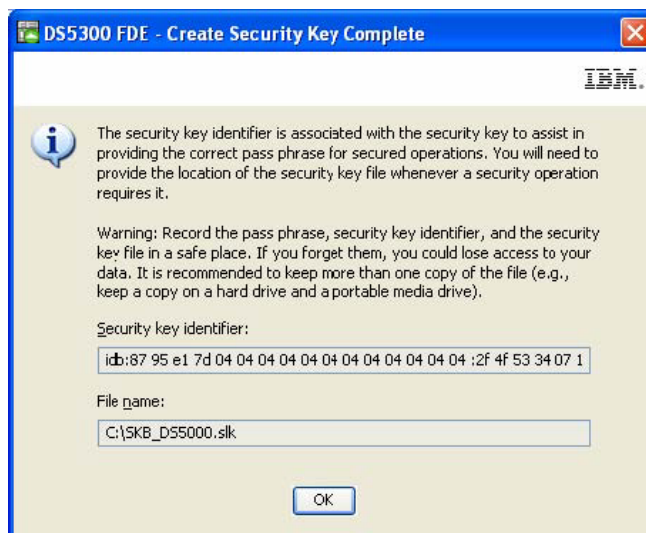 DS5300 FDE - Create Security Key Complete
IBM.
The security key identifier is associated with the security key to assist in
providing the correct pass phrase for secured operations. You will need to
provide the location of the security key file whenever a security operation
requires it.
Warning: Record the pass phrase, security key identifier, and the security
key file in a safe place. If you forget them, you could lose access to your
data. It is recommended to keep more than one copy of the file (e.g.,
keep a copy on a hard drive and a portable media drive).
Security key identifier:
idb:87 95 e1 7d 04 04 04 04 04 04 04 04 04 04 04 04 :2f 4f 53 34 07 1
File name:
C:\SKB_DS5000.slk
OK